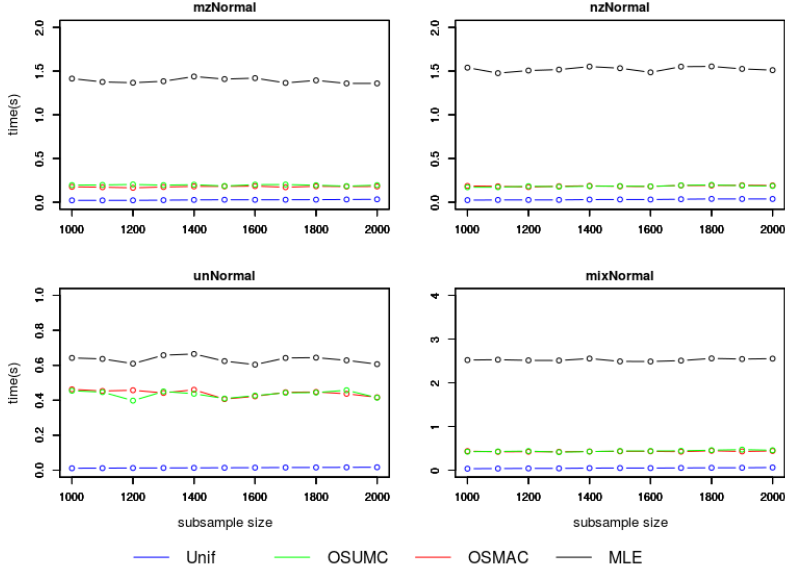 mzNormal
nzNormal
time(s)
2.0
1.5
1.0
0.5
0.0
1000 1200 1400 1600 1800 2000
2.0
1.5
1.0
0.5
0.0
1000 1200 1400 1600 1800 2000
unNormal
mixNormal
time(s)
1.0
0.8
0.6
0.4
0.2
0.0
1000 1200 1400 1600 1800 2000
subsample size
4
3
2
1
0
1000 1200 1400 1600 1800 2000
subsample size
Unif OSUMC OSMAC MLE